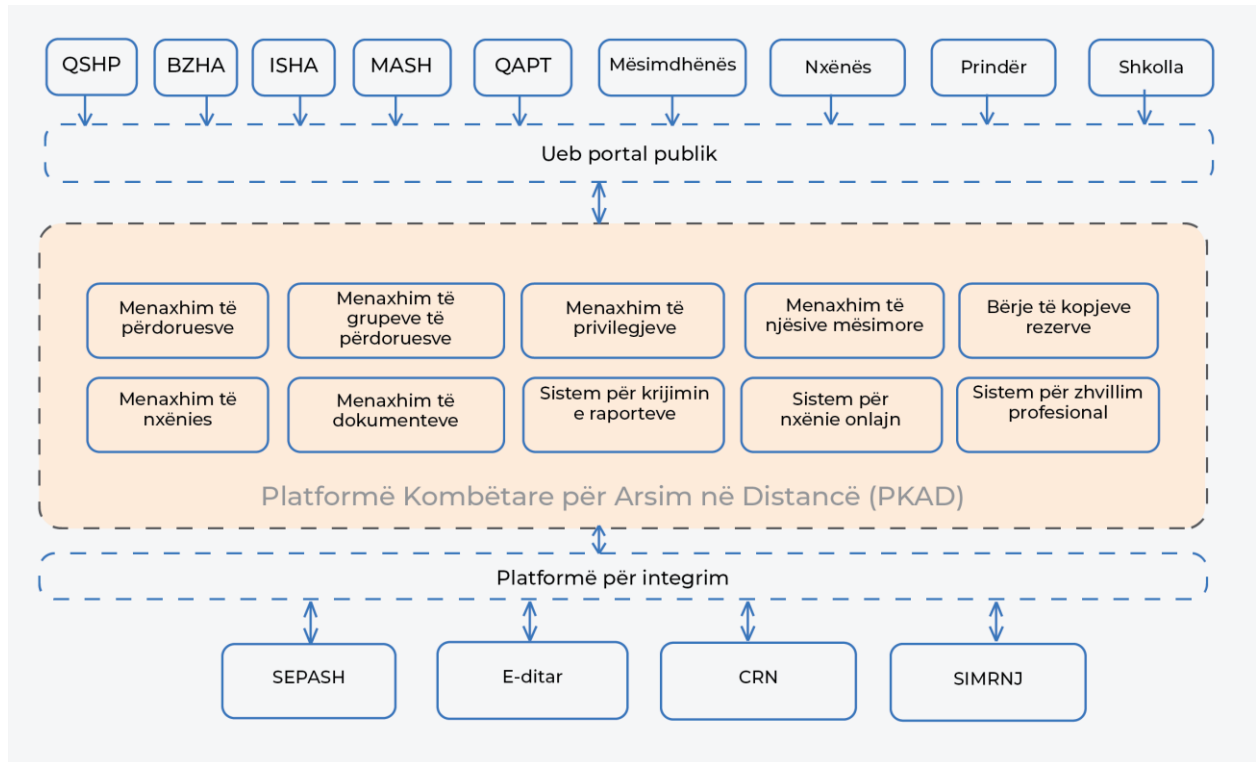 QSHP
BZHA
ISHA
MASH
QAPT
Mësimdhënës
Nxënës
Prindër
Shkolla
Ueb portal publik
Menaxhim të
përdoruesve
Menaxhim të
grupeve të
përdoruesve
Menaxhim të
privilegjeve
Menaxhim të
njësive mësimore
Bërje të kopjeve
rezerve
Menaxhim të
nxënies
Menaxhim të
dokumenteve
Sistem për krijimin
e raporteve
Sistem për
nxënie onlajn
Sistem për zhvillim
profesional
Platformë Kombëtare për Arsim në Distancë (PKAD)
Platformë për integrim
SEPASH
E-ditar
CRN
SIMRNJ